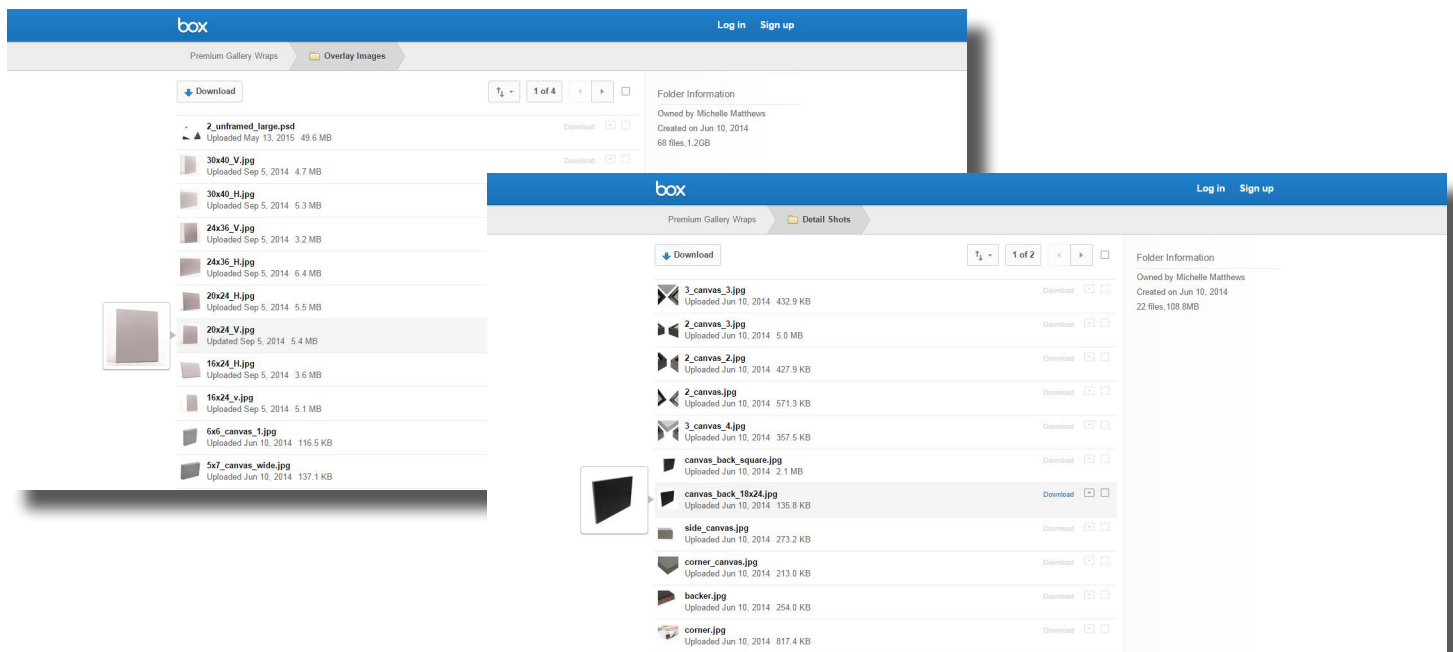 box
Log in Sign up
Premium Gallery Wraps Overlay Images
Download 1 of 4
Folder Information
Owned by Michelle Matthews
Created on Jun 10, 2014
68 files,1.2GB
2_unframed_large.psd Download
Uploaded May 13, 2015 49.6 MB
30x40_V.jpg Download
Uploaded Sep 5, 2014 4.7 MB
30x40_H.jpg
Uploaded Sep 5, 2014 5.3 MB
24x36_V.jpg
Uploaded Sep 5, 2014 3.2 MB
24x36_H.jpg
Uploaded Sep 5, 2014 6.4 MB
20x24_H.jpg
Uploaded Sep 5, 2014 5.5 MB
20x24_V.jpg
Updated Sep 5, 2014 5.4 MB
16x24_H.jpg
Uploaded Sep 5, 2014 3.6 MB
16x24_v.jpg
Uploaded Sep 5, 2014 5.1 MB
6x6_canvas_1.jpg
Uploaded Jun 10, 2014 116.5 KB
5x7_canvas_wide.jpg
Uploaded Jun 10, 2014 137.1 KB
box
Log in Sign up
Premium Gallery Wraps Detail Shots
Download 1 of 2
Folder Information
Owned by Michelle Matthews
Created on Jun 10, 2014
22 files,108.8MB
3_canvas_3.jpg Download
Uploaded Jun 10, 2014 432.9 KB
2_canvas_3.jpg Download
Uploaded Jun 10, 2014 5.0 MB
2_canvas_2.jpg Download
Uploaded Jun 10, 2014 427.9 KB
2_canvas.jpg Download
Uploaded Jun 10, 2014 571.3 KB
3_canvas_4.jpg Download
Uploaded Jun 10, 2014 357.5 KB
canvas_back_square.jpg Download
Uploaded Jun 10, 2014 2.1 MB
canvas_back_18x24.jpg Download
Uploaded Jun 10, 2014 135.8 KB
side_canvas.jpg Download
Uploaded Jun 10, 2014 273.2 KB
corner_canvas.jpg Download
Uploaded Jun 10, 2014 213.0 KB
backer.jpg Download
Uploaded Jun 10, 2014 254.0 KB
corner.jpg Download
Uploaded Jun 10, 2014 817.4 KB